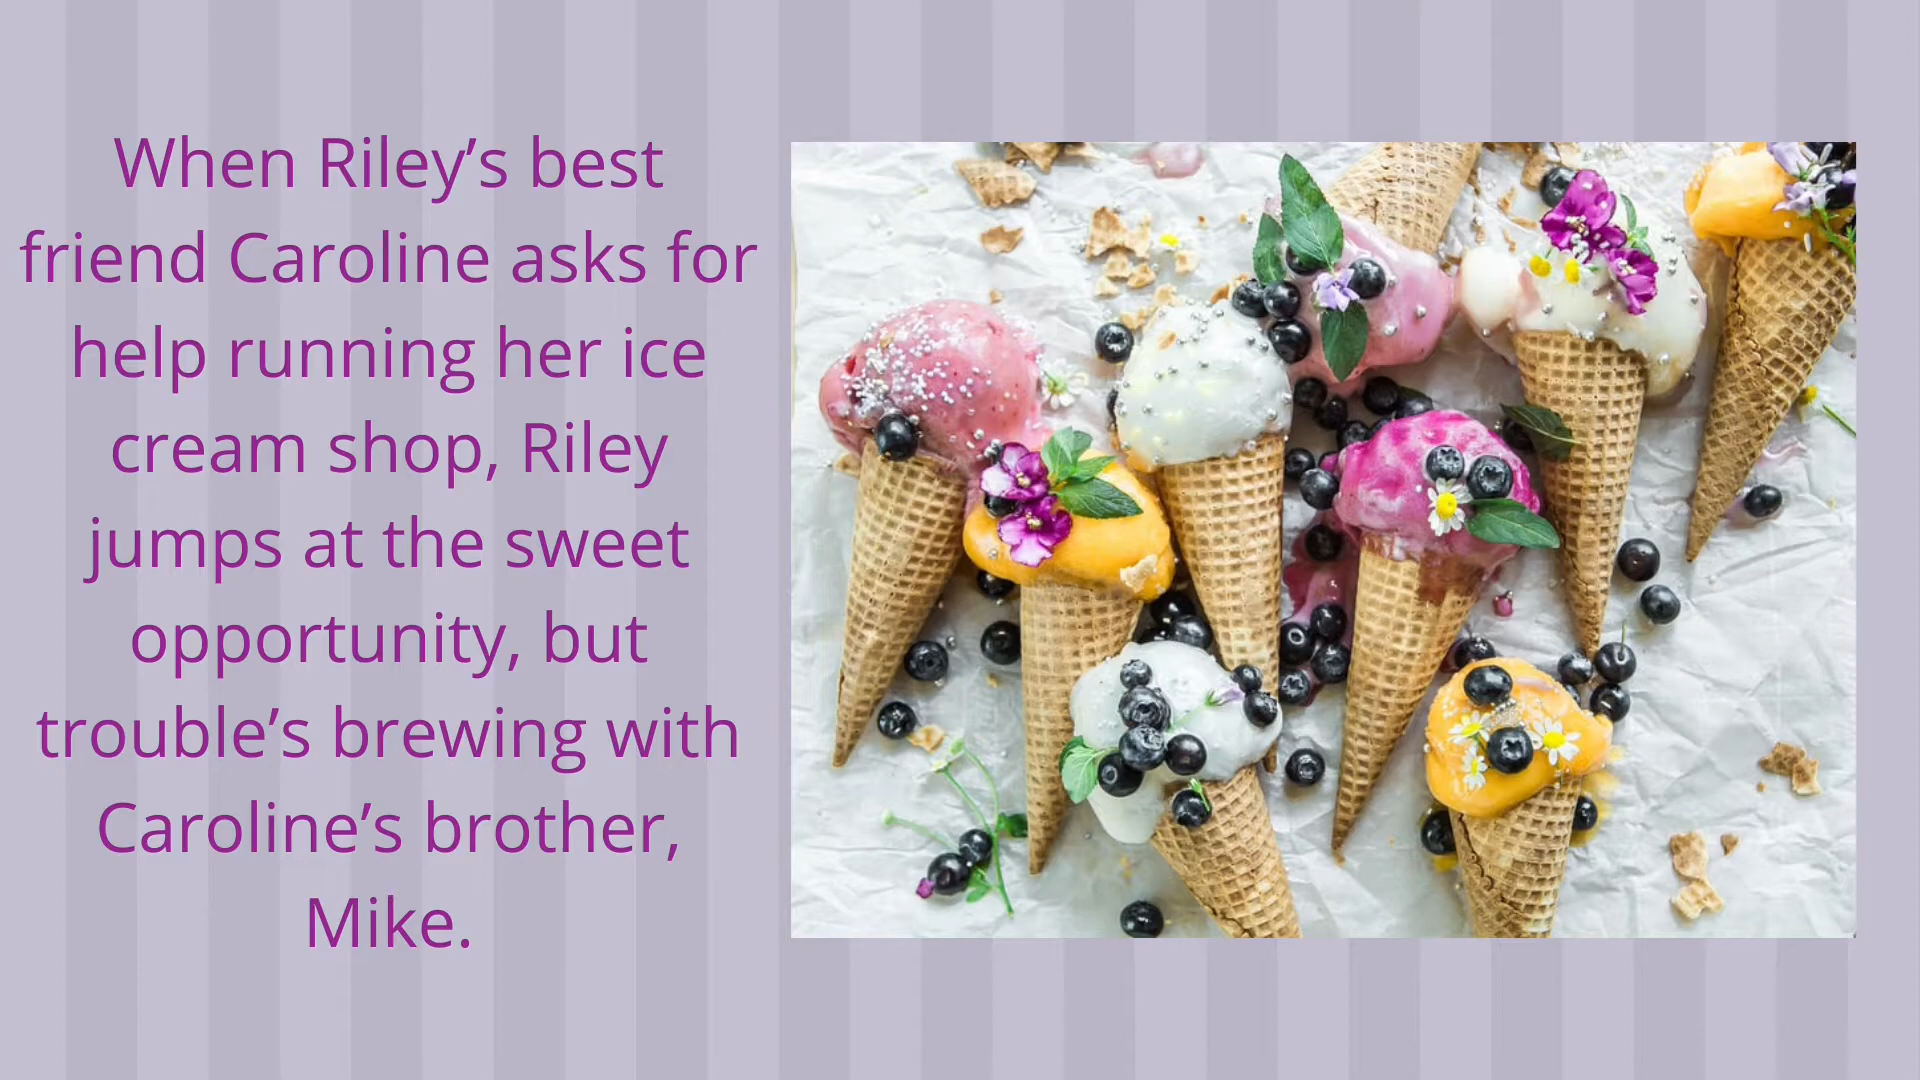 When Riley’s best
friend Caroline asks for
help running her ice
cream shop, Riley
jumps at the sweet
opportunity, but
trouble’s brewing with
Caroline’s brother,
Mike.